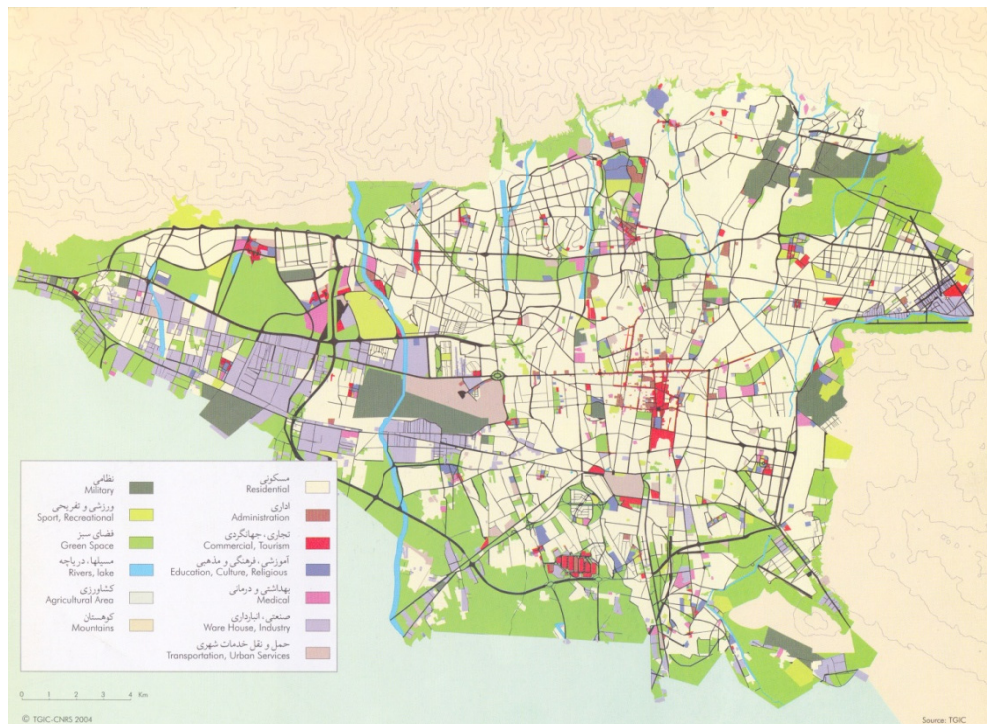 نظامی
Military
ورزشی و تفریحی
Sport, Recreational
فضای سبز
Green Space
مسیلها، دریاچه
Rivers, lake
کشاورزی
Agricultural Area
کوهستان
Mountains
مسکونی
Residential
اداری
Administration
تجاری، جهانگردی
Commercial, Tourism
آموزشی، فرهنگی و مذهبی
Education, Culture, Religious
بهداشتی و درمانی
Medical
صنعتی، انبارداری
Ware House, Industry
حمل و نقل خدمات شهری
Transportation, Urban Services
0 1 2 3 4 Km
© TGIC-CNRS 2004
Source: TGIC